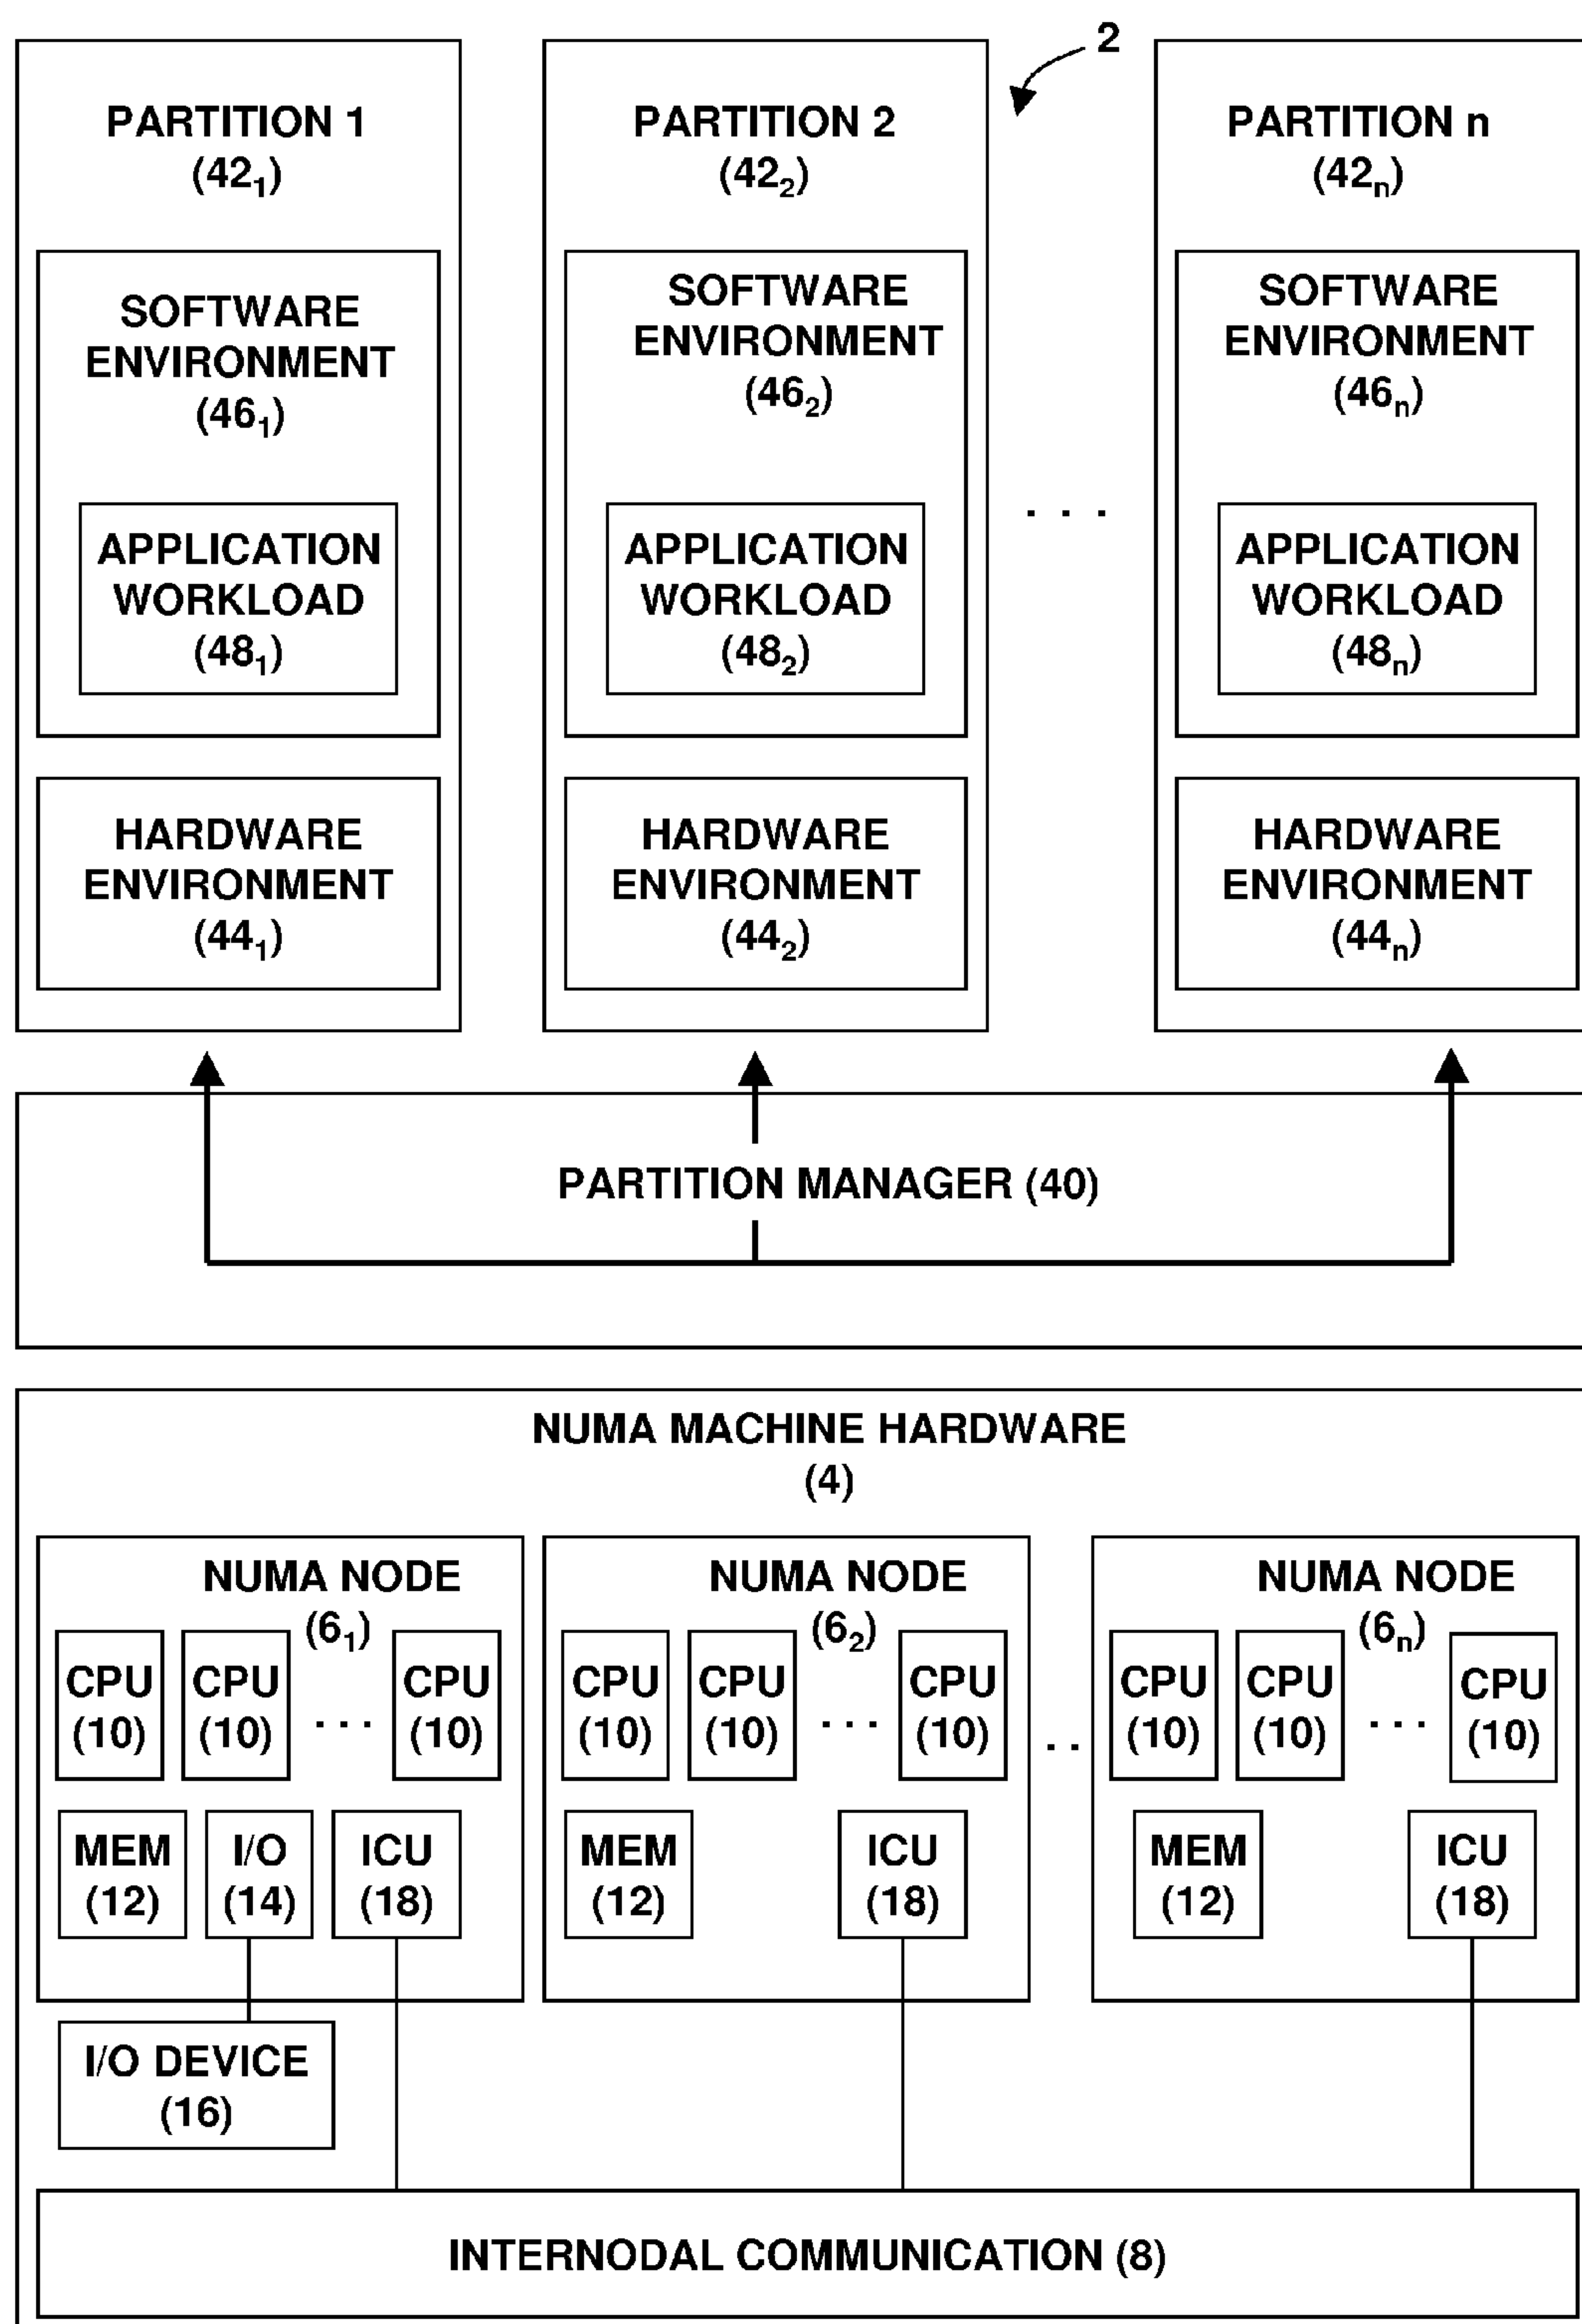 2
PARTITION 1
(42₁)
SOFTWARE
ENVIRONMENT
(46₁)
APPLICATION
WORKLOAD
(48₁)
HARDWARE
ENVIRONMENT
(44₁)
PARTITION 2
(42₂)
SOFTWARE
ENVIRONMENT
(46₂)
APPLICATION
WORKLOAD
(48₂)
HARDWARE
ENVIRONMENT
(44₂)
. . .
PARTITION n
(42ₙ)
SOFTWARE
ENVIRONMENT
(46ₙ)
APPLICATION
WORKLOAD
(48ₙ)
HARDWARE
ENVIRONMENT
(44ₙ)
PARTITION MANAGER (40)
NUMA MACHINE HARDWARE
(4)
NUMA NODE
(6₁)
CPU
(10)
CPU
(10)
. . .
CPU
(10)
MEM
(12)
I/O
(14)
ICU
(18)
I/O DEVICE
(16)
NUMA NODE
(6₂)
CPU
(10)
CPU
(10)
. . .
CPU
(10)
MEM
(12)
ICU
(18)
. .
NUMA NODE
(6ₙ)
CPU
(10)
CPU
(10)
. . .
CPU
(10)
MEM
(12)
ICU
(18)
INTERNODAL COMMUNICATION (8)